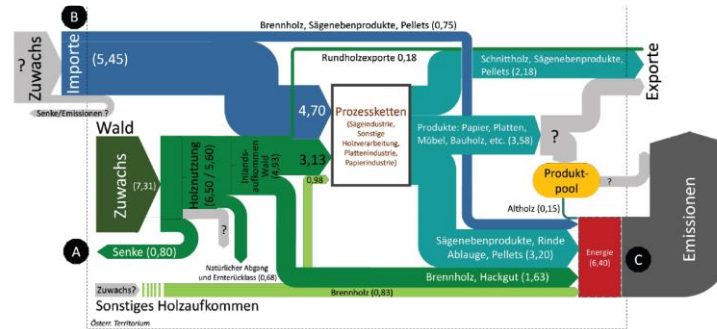 B
Brennholz, Sägenebenprodukte, Pellets (0,75)
?
Zuwachs
Importe
(5,45)
Rundholzexporte 0,18
Schnittholz, Sägenebenprodukte,
Pellets (2,18)
Exporte
Senke/Emissionen ?
4,70
Prozessketten
(Sägeindustrie,
Sonstige
Holzverarbeitung,
Plattenindustrie,
Papierindustrie)
Wald
Zuwachs
(7,31)
Holznutzung
(6,50 / 5,60)
Inlands-
aufkommen
Wald
(4,93)
3,13
0,98
Produkte: Papier, Platten,
Möbel, Bauholz, etc. (3,58)
?
Produkt-
pool
?
Altholz (0,15)
A
Senke (0,80)
?
Natürlicher Abgang
und Ernterücklass (0,68)
Sägenebenprodukte, Rinde
Ablauge, Pellets (3,20)
Energie
(6,40)
C
Emissionen
Brennholz, Hackgut (1,63)
Zuwachs?
Brennholz (0,83)
Sonstiges Holzaufkommen
Österr. Territorium